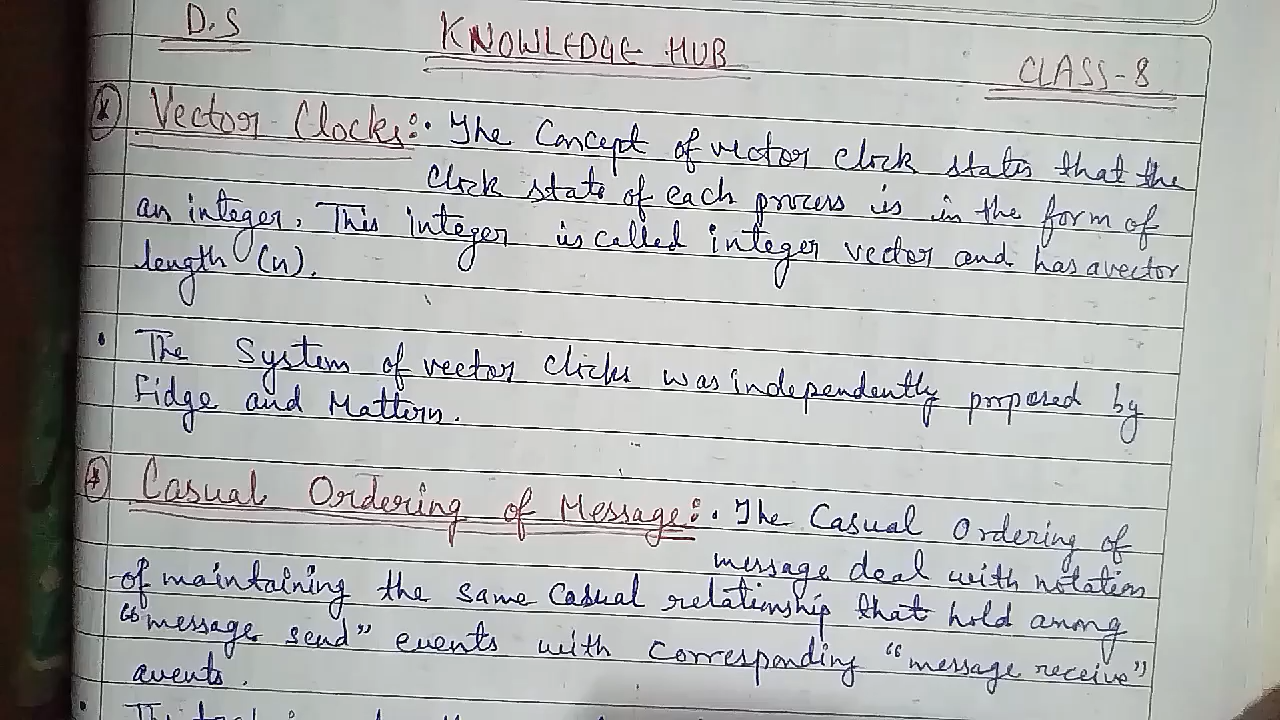 D.S KNOWLEDGE HUB CLASS-8
Vector Clocks:. The Concept of vector clock states that the
clock state of each process is in the form of
an integer. This integer is called integer vector and has a vector
length (n).
• The System of vector clocks was independently proposed by
Fidge and Mattern.
Casual Ordering of Message:. The Casual Ordering of
message deal with notation
of maintaining the same Casual relationship that hold among
"message send" events with corresponding "message receive"
events.